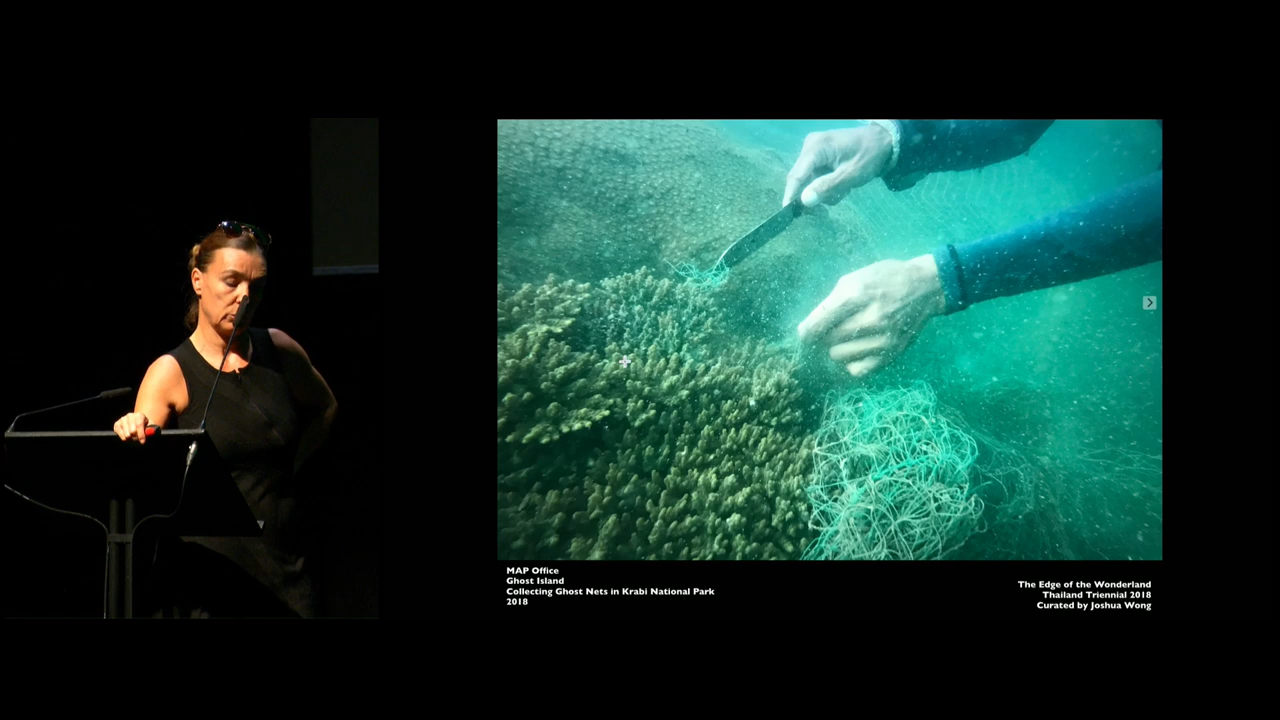 MAP Office
Ghost Island
Collecting Ghost Nets in Krabi National Park
2018
The Edge of the Wonderland
Thailand Triennial 2018
Curated by Joshua Wong